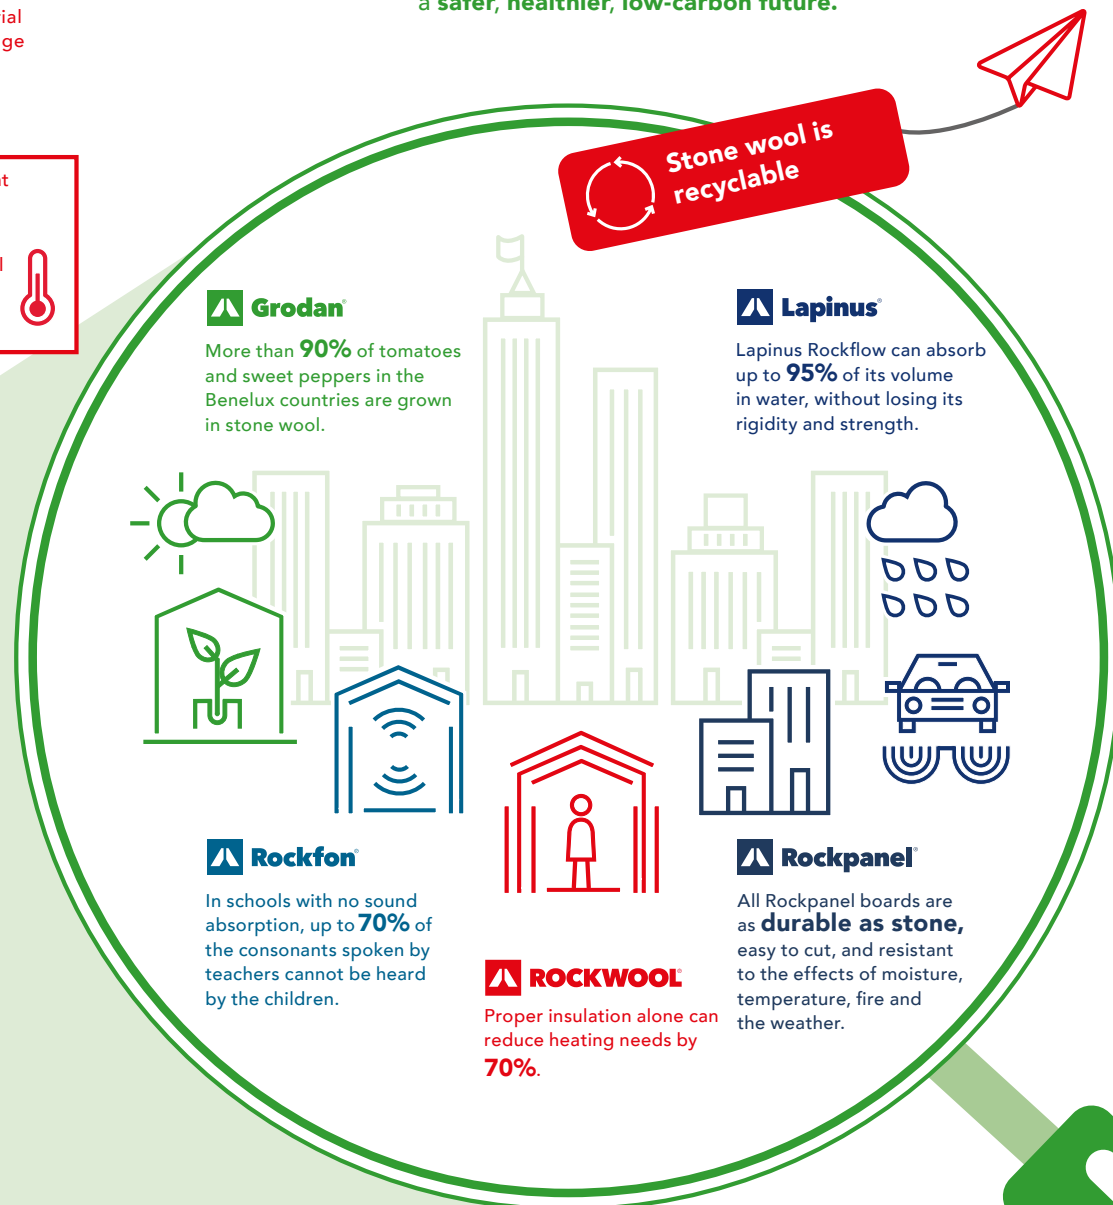 a safer, healthier, low-carbon future.
Stone wool is
recyclable
Grodan®
More than 90% of tomatoes
and sweet peppers in the
Benelux countries are grown
in stone wool.
Lapinus®
Lapinus Rockflow can absorb
up to 95% of its volume
in water, without losing its
rigidity and strength.
Rockfon®
In schools with no sound
absorption, up to 70% of
the consonants spoken by
teachers cannot be heard
by the children.
ROCKWOOL®
Proper insulation alone can
reduce heating needs by
70%.
Rockpanel®
All Rockpanel boards are
as durable as stone,
easy to cut, and resistant
to the effects of moisture,
temperature, fire and
the weather.